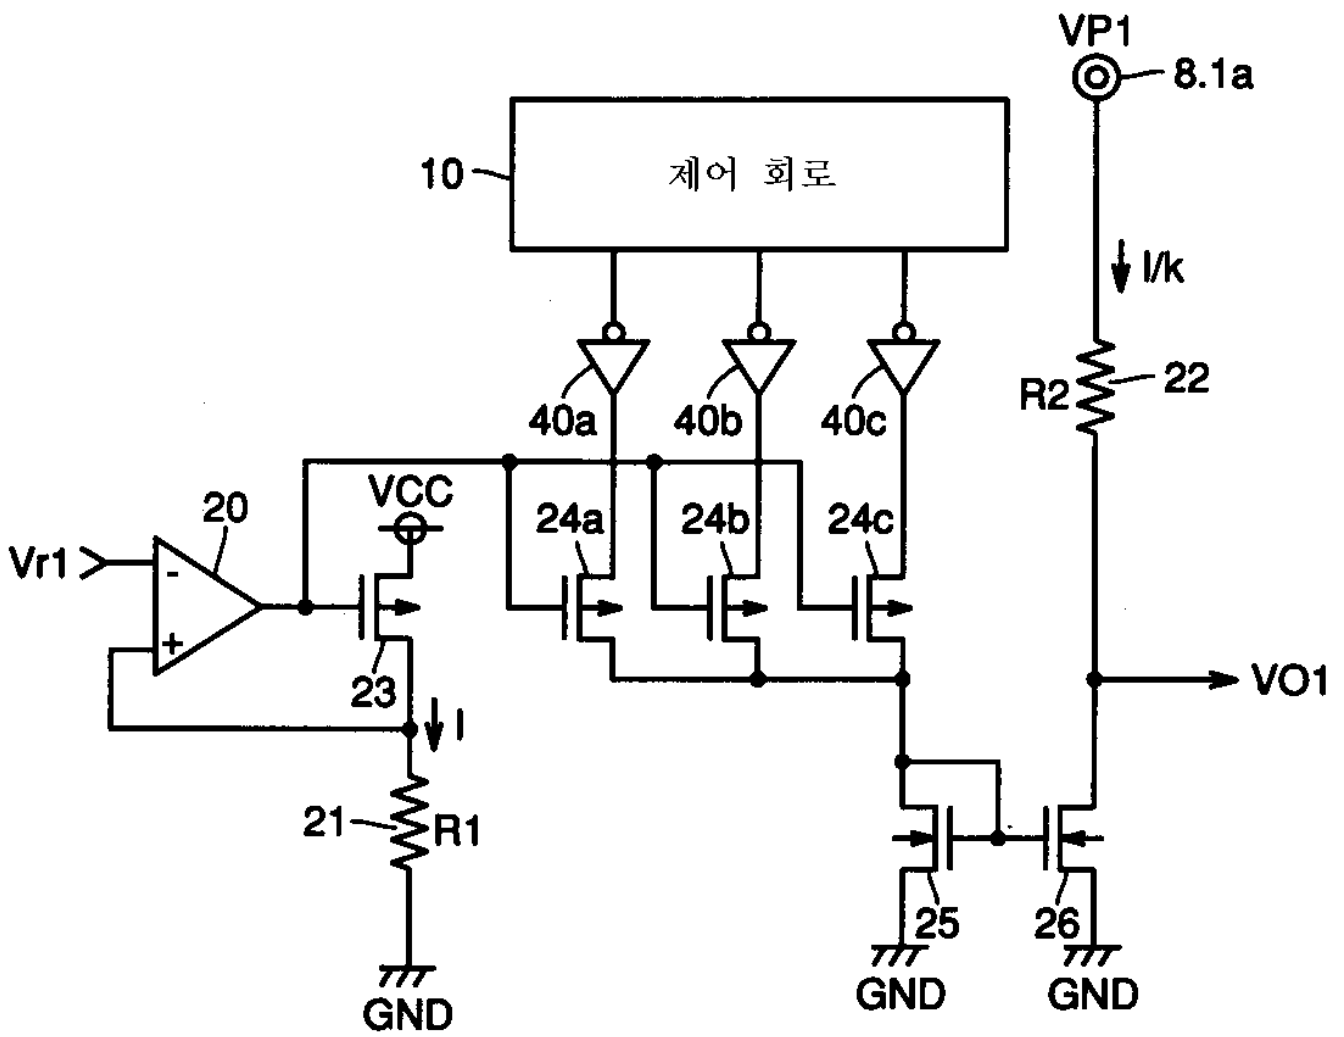 VP1
8.1a
10
제어 회로
I/k
40a
40b
40c
R2
22
VCC
20
24a
24b
24c
Vr1
-
+
23
I
VO1
21
R1
25
26
GND
GND
GND